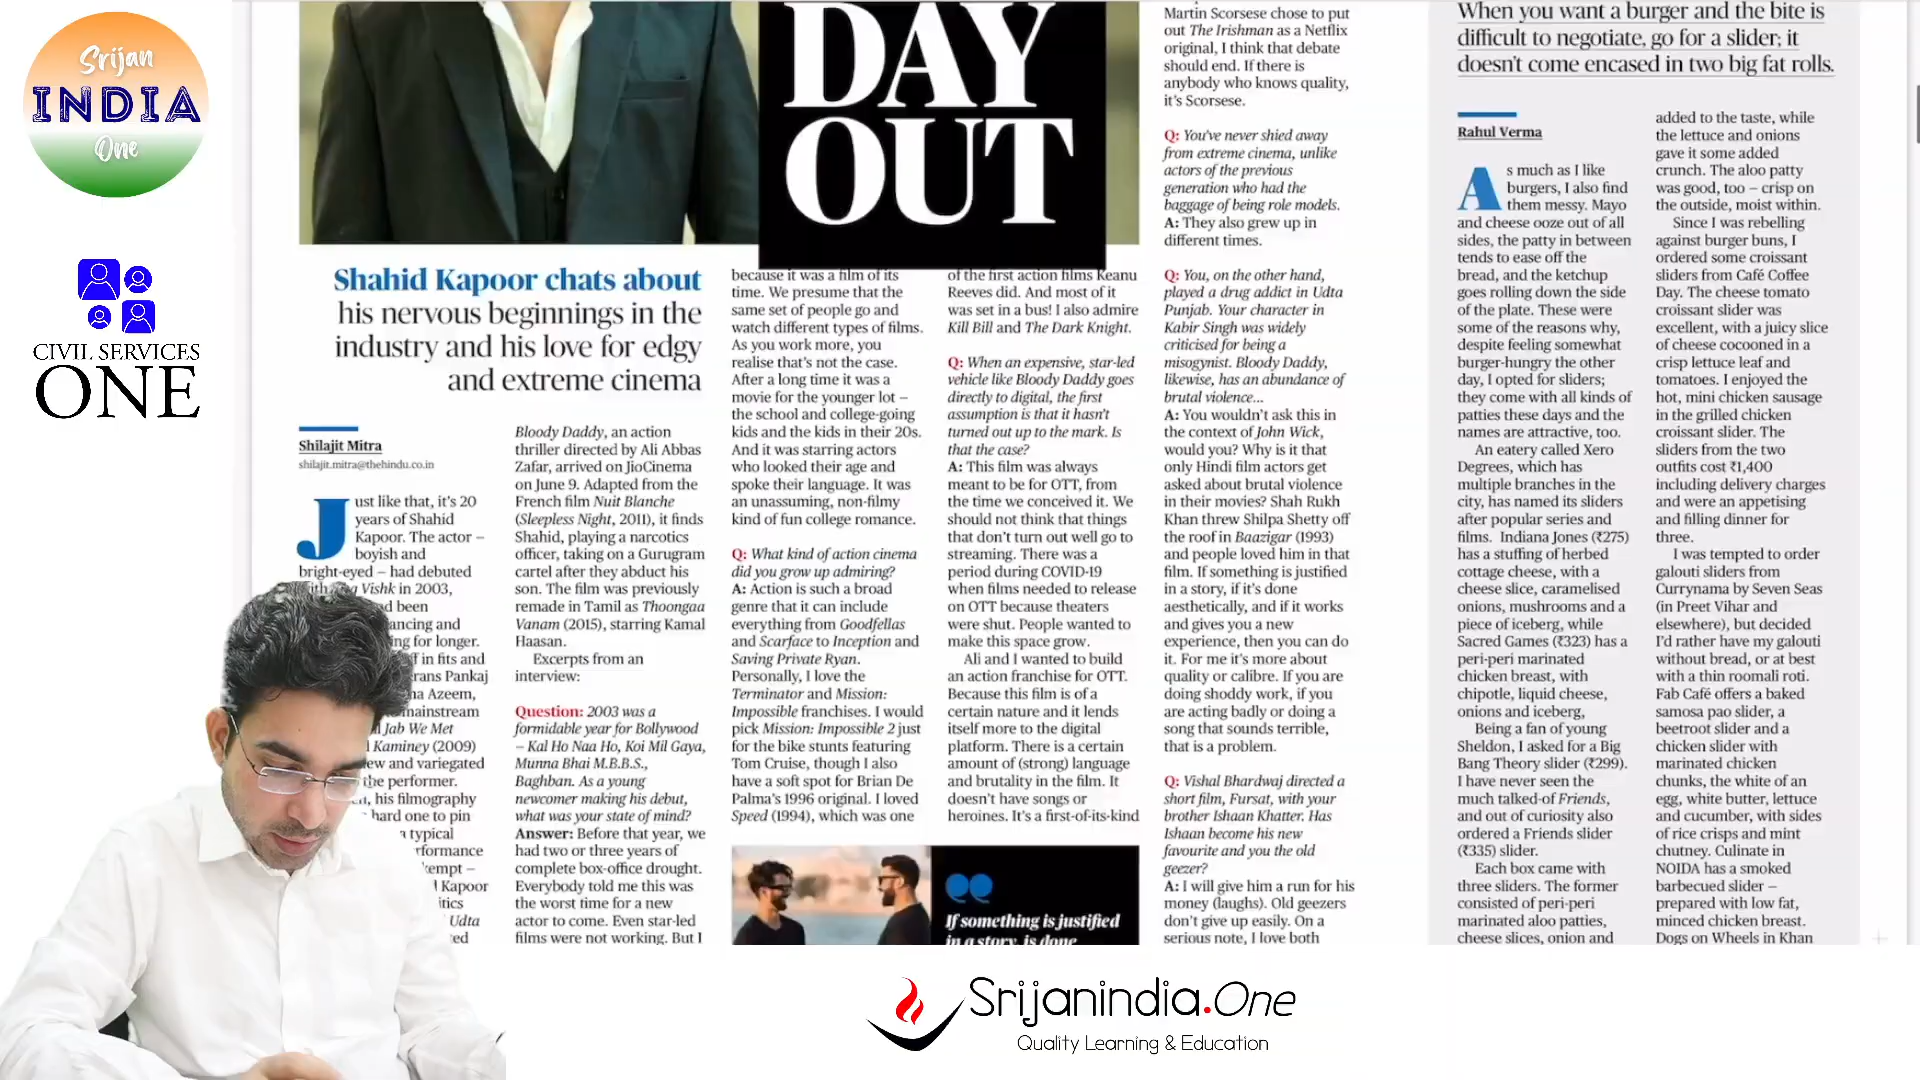 Srijan
INDIA
One
CIVIL SERVICES
ONE
DAY
OUT
Shahid Kapoor chats about
his nervous beginnings in the
industry and his love for edgy
and extreme cinema
Shilajit Mitra
shilajit.mitra@thehindu.co.in
Just like that, it's 20
years of Shahid
Kapoor. The actor –
boyish and
bright-eyed – had debuted
Vishk in 2003,
been
ancing and
for longer.
in fits and
Pankaj
Azeem,
mainstream
Jab We Met
Kaminey (2009)
and variegated
the performer.
his filmography
hard one to pin
typical
Kapoor
Udta
Bloody Daddy, an action
thriller directed by Ali Abbas
Zafar, arrived on JioCinema
on June 9. Adapted from the
French film Nuit Blanche
(Sleepless Night, 2011), it finds
Shahid, playing a narcotics
officer, taking on a Gurugram
cartel after they abduct his
son. The film was previously
remade in Tamil as Thoongaa
Vanam (2015), starring Kamal
Haasan.
Excerpts from an
interview:
Question: 2003 was a
formidable year for Bollywood
– Kal Ho Naa Ho, Koi Mil Gaya,
Munna Bhai M.B.B.S.,
Baghban. As a young
newcomer making his debut,
what was your state of mind?
Answer: Before that year, we
had two or three years of
complete box-office drought.
Everybody told me this was
the worst time for a new
actor to come. Even star-led
films were not working. But I
because it was a film of its
time. We presume that the
same set of people go and
watch different types of films.
As you work more, you
realise that's not the case.
After a long time it was a
movie for the younger lot –
the school and college-going
kids and the kids in their 20s.
And it was starring actors
who looked their age and
spoke their language. It was
an unassuming, non-filmy
kind of fun college romance.
Q: What kind of action cinema
did you grow up admiring?
A: Action is such a broad
genre that it can include
everything from Goodfellas
and Scarface to Inception and
Saving Private Ryan.
Personally, I love the
Terminator and Mission:
Impossible franchises. I would
pick Mission: Impossible 2 just
for the bike stunts featuring
Tom Cruise, though I also
have a soft spot for Brian De
Palma's 1996 original. I loved
Speed (1994), which was one
of the first action films Keanu
Reeves did. And most of it
was set in a bus! I also admire
Kill Bill and The Dark Knight.
Q: When an expensive, star-led
vehicle like Bloody Daddy goes
directly to digital, the first
assumption is that it hasn't
turned out up to the mark. Is
that the case?
A: This film was always
meant to be for OTT, from
the time we conceived it. We
should not think that things
that don't turn out well go to
streaming. There was a
period during COVID-19
when films needed to release
on OTT because theaters
were shut. People wanted to
make this space grow.
Ali and I wanted to build
an action franchise for OTT.
Because this film is of a
certain nature and it lends
itself more to the digital
platform. There is a certain
amount of (strong) language
and brutality in the film. It
doesn't have songs or
heroines. It's a first-of-its-kind
If something is justified
in a story, is done
Martin Scorsese chose to put
out The Irishman as a Netflix
original, I think that debate
should end. If there is
anybody who knows quality,
it's Scorsese.
Q: You've never shied away
from extreme cinema, unlike
actors of the previous
generation who had the
baggage of being role models.
A: They also grew up in
different times.
Q: You, on the other hand,
played a drug addict in Udta
Punjab. Your character in
Kabir Singh was widely
criticised for being a
misogynist. Bloody Daddy,
likewise, has an abundance of
brutal violence...
A: You wouldn't ask this in
the context of John Wick,
would you? Why is it that
only Hindi film actors get
asked about brutal violence
in their movies? Shah Rukh
Khan threw Shilpa Shetty off
the roof in Baazigar (1993)
and people loved him in that
film. If something is justified
in a story, if it's done
aesthetically, and if it works
and gives you a new
experience, then you can do
it. For me it's more about
quality or calibre. If you are
doing shoddy work, if you
are acting badly or doing a
song that sounds terrible,
that is a problem.
Q: Vishal Bhardwaj directed a
short film, Fursat, with your
brother Ishaan Khatter. Has
Ishaan become his new
favourite and you the old
geezer?
A: I will give him a run for his
money (laughs). Old geezers
don't give up easily. On a
serious note, I love both
When you want a burger and the bite is
difficult to negotiate, go for a slider; it
doesn't come encased in two big fat rolls.
Rahul Verma
As much as I like
burgers, I also find
them messy. Mayo
and cheese ooze out of all
sides, the patty in between
tends to ease off the
bread, and the ketchup
goes rolling down the side
of the plate. These were
some of the reasons why,
despite feeling somewhat
burger-hungry the other
day, I opted for sliders;
they come with all kinds of
patties these days and the
names are attractive, too.
An eatery called Xero
Degrees, which has
multiple branches in the
city, has named its sliders
after popular series and
films. Indiana Jones (₹275)
has a stuffing of herbed
cottage cheese, with a
cheese slice, caramelised
onions, mushrooms and a
piece of iceberg, while
Sacred Games (₹323) has a
peri-peri marinated
chicken breast, with
chipotle, liquid cheese,
onions and iceberg,
Being a fan of young
Sheldon, I asked for a Big
Bang Theory slider (₹299).
I have never seen the
much talked-of Friends,
and out of curiosity also
ordered a Friends slider
(₹335) slider.
Each box came with
three sliders. The former
consisted of peri-peri
marinated aloo patties,
cheese slices, onion and
added to the taste, while
the lettuce and onions
gave it some added
crunch. The aloo patty
was good, too – crisp on
the outside, moist within.
Since I was rebelling
against burger buns, I
ordered some croissant
sliders from Café Coffee
Day. The cheese tomato
croissant slider was
excellent, with a juicy slice
of cheese cocooned in a
crisp lettuce leaf and
tomatoes. I enjoyed the
hot, mini chicken sausage
in the grilled chicken
croissant slider. The
sliders from the two
outfits cost ₹1,400
including delivery charges
and were an appetising
and filling dinner for
three.
I was tempted to order
galouti sliders from
Currynama by Seven Seas
(in Preet Vihar and
elsewhere), but decided
I'd rather have my galouti
without bread, or at best
with a thin roomali roti.
Fab Café offers a baked
samosa pao slider, a
beetroot slider and a
chicken slider with
marinated chicken
chunks, the white of an
egg, white butter, lettuce
and cucumber, with sides
of rice crisps and mint
chutney. Culinate in
NOIDA has a smoked
barbecued slider –
prepared with low fat,
minced chicken breast.
Dogs on Wheels in Khan
Srijanindia.One
Quality Learning & Education